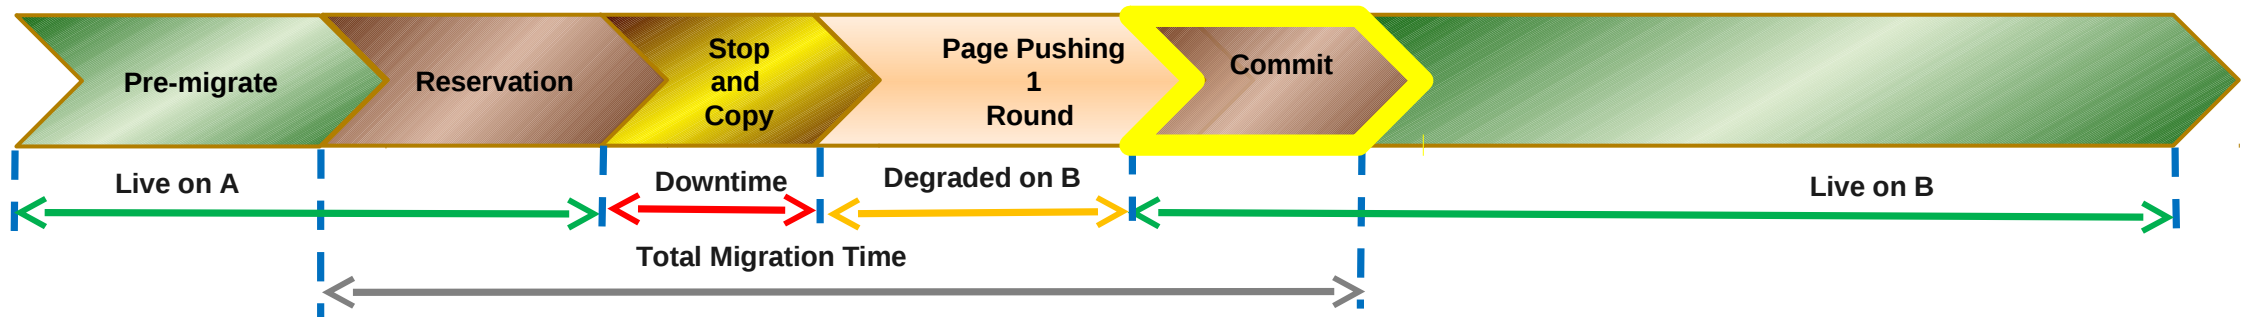 Pre-migrate
Reservation
Stop
and
Copy
Page Pushing
1
Round
Commit
Live on A
Downtime
Degraded on B
Live on B
Total Migration Time